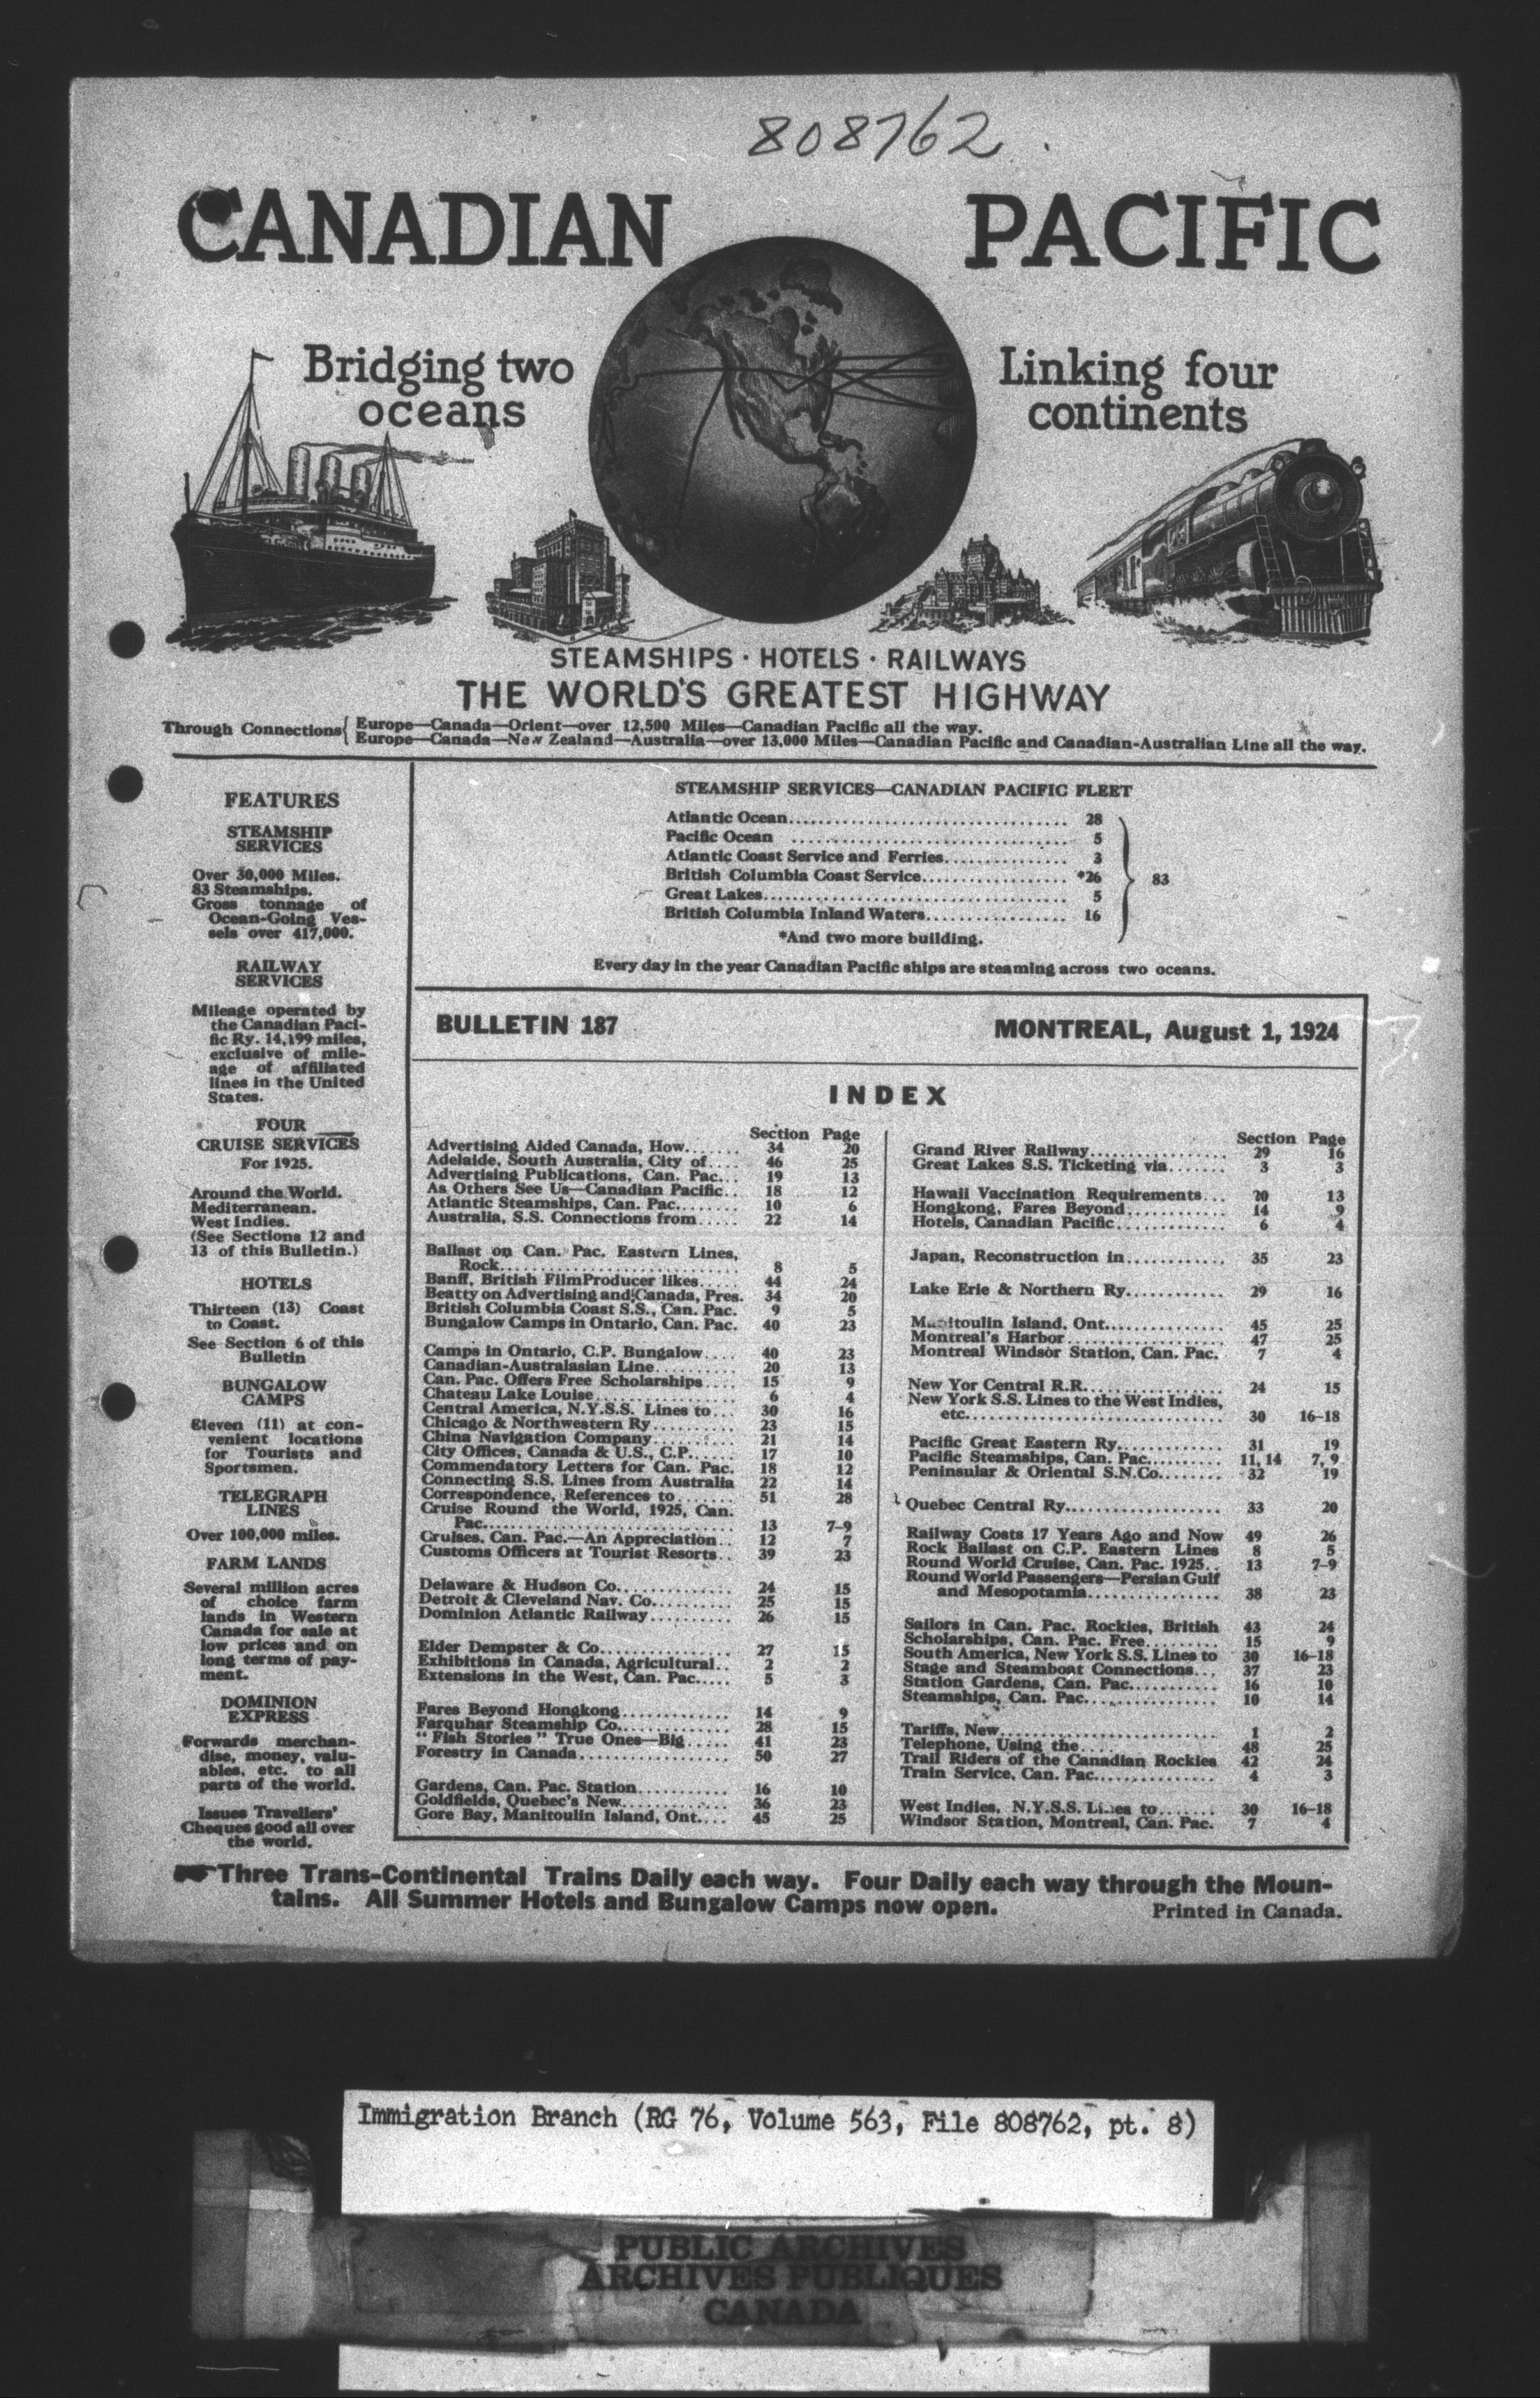 808762.
CANADIAN PACIFIC
Bridging two
oceans
Linking four
continents
STEAMSHIPS · HOTELS · RAILWAYS
THE WORLD'S GREATEST HIGHWAY
Through Connections{ Europe—Canada—Orient—over 12,500 Miles—Canadian Pacific all the way.
Europe—Canada—New Zealand—Australia—over 13,000 Miles—Canadian Pacific and Canadian-Australian Line all the way.
FEATURES
STEAMSHIP
SERVICES
Over 30,000 Miles.
83 Steamships.
Gross tonnage of
Ocean-Going Ves-
sels over 417,000.
RAILWAY
SERVICES
Mileage operated by
the Canadian Paci-
fic Ry. 14,199 miles,
exclusive of mile-
age of affiliated
lines in the United
States.
FOUR
CRUISE SERVICES
For 1925.
Around the World.
Mediterranean.
West Indies.
(See Sections 12 and
13 of this Bulletin.)
HOTELS
Thirteen (13) Coast
to Coast.
See Section 6 of this
Bulletin
BUNGALOW
CAMPS
Eleven (11) at con-
venient locations
for Tourists and
Sportsmen.
TELEGRAPH
LINES
Over 100,000 miles.
FARM LANDS
Several million acres
of choice farm
lands in Western
Canada for sale at
low prices and on
long terms of pay-
ment.
DOMINION
EXPRESS
Forwards merchan-
dise, money, valu-
ables, etc. to all
parts of the world.
Issues Travellers'
Cheques good all over
the world.
STEAMSHIP SERVICES—CANADIAN PACIFIC FLEET
Atlantic Ocean................................ 28
Pacific Ocean ................................ 5
Atlantic Coast Service and Ferries............... 3
British Columbia Coast Service.................. *26
Great Lakes....................................... 5
British Columbia Inland Waters................. 16
83
*And two more building.
Every day in the year Canadian Pacific ships are steaming across two oceans.
BULLETIN 187 MONTREAL, August 1, 1924
INDEX
Section Page
Advertising Aided Canada, How....... 34 20
Adelaide, South Australia, City of.... 46 25
Advertising Publications, Can. Pac... 19 13
As Others See Us—Canadian Pacific.. 18 12
Atlantic Steamships, Can. Pac........ 10 6
Australia, S.S. Connections from..... 22 14
Ballast on Can. Pac. Eastern Lines,
Rock............................. 8 5
Banff, British FilmProducer likes..... 44 24
Beatty on Advertising and Canada, Pres. 34 20
British Columbia Coast S.S., Can. Pac. 9 5
Bungalow Camps in Ontario, Can. Pac. 40 23
Camps in Ontario, C.P. Bungalow.... 40 23
Canadian-Australasian Line.......... 20 13
Can. Pac. Offers Free Scholarships.... 15 9
Chateau Lake Louise.............. 6 4
Central America, N.Y.S.S. Lines to... 30 16
Chicago & Northwestern Ry.......... 23 15
China Navigation Company.......... 21 14
City Offices, Canada & U.S., C.P...... 17 10
Commendatory Letters for Can. Pac. 18 12
Connecting S.S. Lines from Australia 22 14
Correspondence, References to....... 51 28
Cruise Round the World, 1925, Can.
Pac................................ 13 7-9
Cruises, Can. Pac.—An Appreciation.. 12 7
Customs Officers at Tourist Resorts.. 39 23
Delaware & Hudson Co............. 24 15
Detroit & Cleveland Nav. Co.......... 25 15
Dominion Atlantic Railway.......... 26 15
Elder Dempster & Co............... 27 15
Exhibitions in Canada, Agricultural.. 2 2
Extensions in the West, Can. Pac..... 5 3
Fares Beyond Hongkong............. 14 9
Farquhar Steamship Co............. 28 15
"Fish Stories" True Ones—Big..... 41 23
Forestry in Canada.................. 50 27
Gardens, Can. Pac. Station........... 16 10
Goldfields, Quebec's New............. 36 23
Gore Bay, Manitoulin Island, Ont.... 45 25
Section Page
Grand River Railway................. 29 16
Great Lakes S.S. Ticketing via....... 3 3
Hawaii Vaccination Requirements... 20 13
Hongkong, Fares Beyond............ 14 9
Hotels, Canadian Pacific............. 6 4
Japan, Reconstruction in............ 35 23
Lake Erie & Northern Ry............ 29 16
Manitoulin Island, Ont.............. 45 25
Montreal's Harbor................... 47 25
Montreal Windsor Station, Can. Pac. 7 4
New Yor Central R.R................. 24 15
New York S.S. Lines to the West Indies,
etc................................ 30 16-18
Pacific Great Eastern Ry............. 31 19
Pacific Steamships, Can. Pac.......... 11, 14 7, 9
Peninsular & Oriental S.N.Co........ 32 19
Quebec Central Ry................... 33 20
Railway Costs 17 Years Ago and Now 49 26
Rock Ballast on C.P. Eastern Lines 8 5
Round World Cruise, Can. Pac. 1925.. 13 7-9
Round World Passengers—Persian Gulf
and Mesopotamia................ 38 23
Sailors in Can. Pac. Rockies, British 43 24
Scholarships, Can. Pac. Free......... 15 9
South America, New York S.S. Lines to 30 16-18
Stage and Steamboat Connections... 37 23
Station Gardens, Can. Pac........... 16 10
Steamships, Can. Pac................ 10 14
Tariffs, New........................ 1 2
Telephone, Using the.... 48 25
Trail Riders of the Canadian Rockies 42 24
Train Service, Can. Pac............... 4 3
West Indies, N.Y.S.S. Lines to....... 30 16-18
Windsor Station, Montreal, Can. Pac. 7 4
Three Trans-Continental Trains Daily each way. Four Daily each way through the Moun-
tains. All Summer Hotels and Bungalow Camps now open.
Printed in Canada.
Immigration Branch (RG 76, Volume 563, File 808762, pt. 8)
PUBLIC ARCHIVES
ARCHIVES PUBLIQUES
CANADA